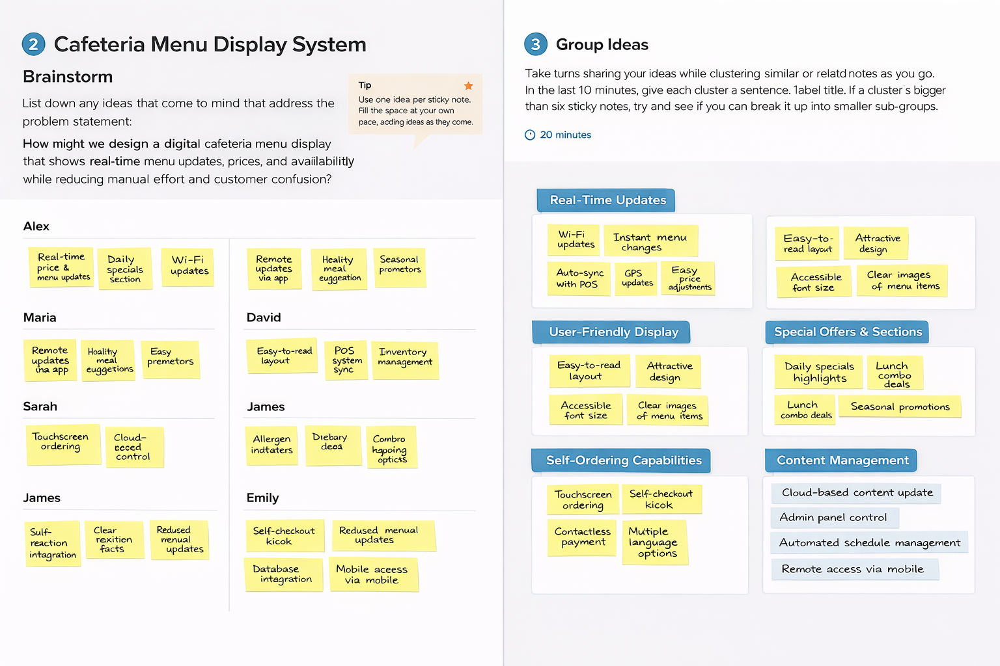 2 Cafeteria Menu Display System
Brainstorm
List down any ideas that come to mind that address the
problem statement:
How might we design a digital cafeteria menu display
that shows real-time menu updates, prices, and availabilitly
while reducing manual effort and customer confusion?
Tip
Use one idea per sticky note.
Fill the space at your own
pace, acding ideas as they come.
Alex
Real-time
price &
menu updates
Daily
specials
section
Wi-Fi
updates
Remote
updates
via app
Heality
meal
euggeation
Seasonal
prometors
Maria
Remote
updates
via app
Hoality
meal
euggetions
Easy
premetors
David
Easy-to-read
layout
POS
system
sync
Inventory
management
Sarah
Touchscreen
ordering
Cloud-
control
James
Allergen
indtaters
Diebary
deoa
Combro
James
Sulf-
reaction
intagration
Clear
facts
Redused
menual
updates
Emily
Self-checkout
kicok
Redused menual
updates
Database
intagration
Mobile aceess
via mobile
3 Group Ideas
Take turns sharing your ideas while clustering similar or relatd notes as you go.
In the last 10 minutes, give each cluster a sentence. 1abel title. If a cluster's bigger
than six sticky notes, try and see if you can break it up into smaller sub-groups.
20 minutes
Real-Time Updates
Wi-Fi
updates
Instant menu
changes
Auto-sync
with POS
GPS
updates
Easy
price
adjustments
Easy-to-
read layout
Attractive
design
Accessible
font size
Clear images
of menu items
User-Friendly Display
Easy-to-read
layout
Attractive
design
Accessible
font size
Clear images
of menu items
Special Offers & Sections
Daily specials
highlights
Lunch
combo
deals
Lunch
combo deals
Seasonal promotions
Self-Ordering Capabilities
Touchscreen
ordering
Self-checkout
kicok
Contactless
payment
Multiple
language
options
Content Management
Cloud-based content update
Admin panel control
Automated schedule management
Remote access via mobile